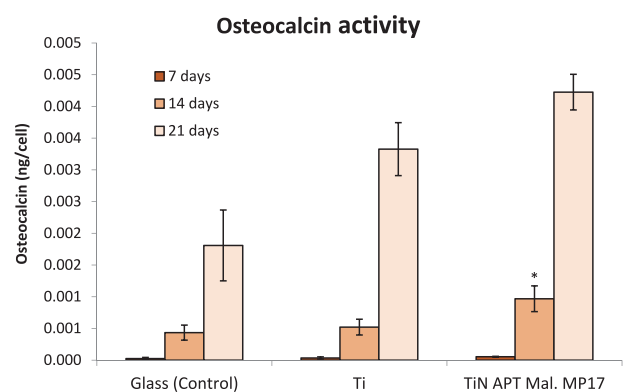 Osteocalcin activity
Osteocalcin (ng/cell)
0.005
0.005
0.004
0.004
0.003
0.003
0.002
0.002
0.001
0.001
0.000
7 days
14 days
21 days
*
Glass (Control)
Ti
TiN APT Mal. MP17